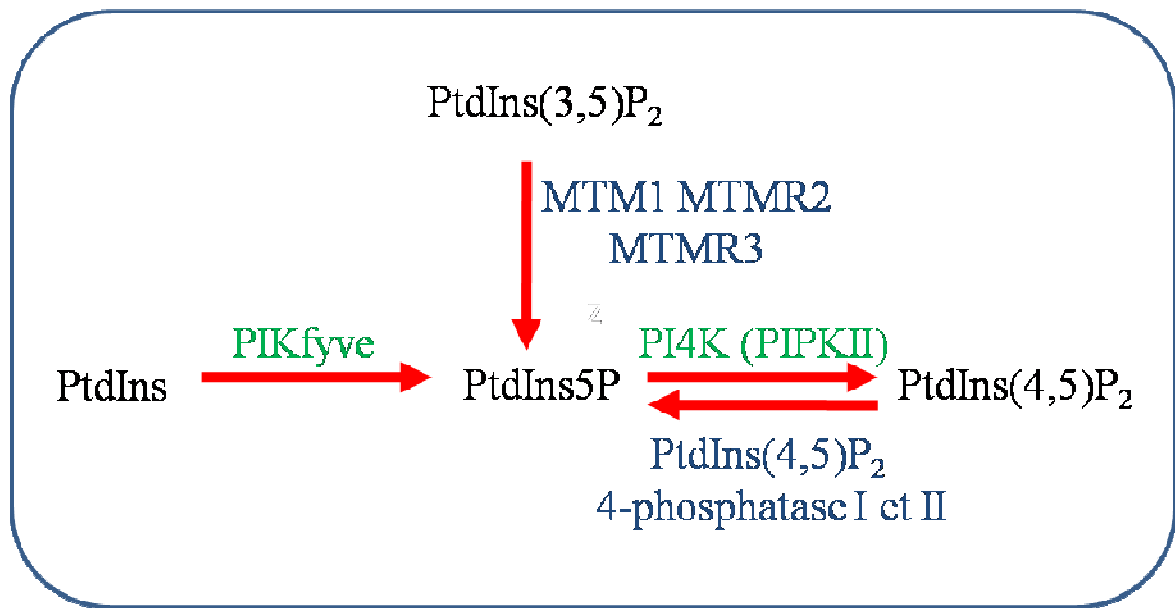 PtdIns(3,5)P₂
MTM1 MTMR2
MTMR3
PIKfyve
PI4K (PIPKII)
PtdIns
PtdIns5P
PtdIns(4,5)P₂
PtdIns(4,5)P₂
4-phosphatasc I ct II